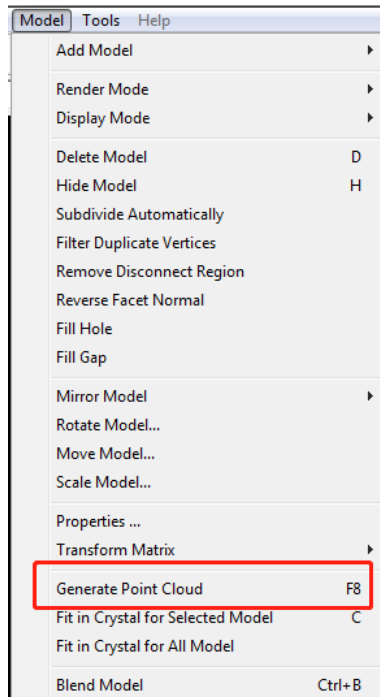 Model Tools Help
Add Model
Render Mode
Display Mode
Delete Model D
Hide Model H
Subdivide Automatically
Filter Duplicate Vertices
Remove Disconnect Region
Reverse Facet Normal
Fill Hole
Fill Gap
Mirror Model
Rotate Model...
Move Model...
Scale Model...
Properties ...
Transform Matrix
Generate Point Cloud F8
Fit in Crystal for Selected Model C
Fit in Crystal for All Model
Blend Model Ctrl+B